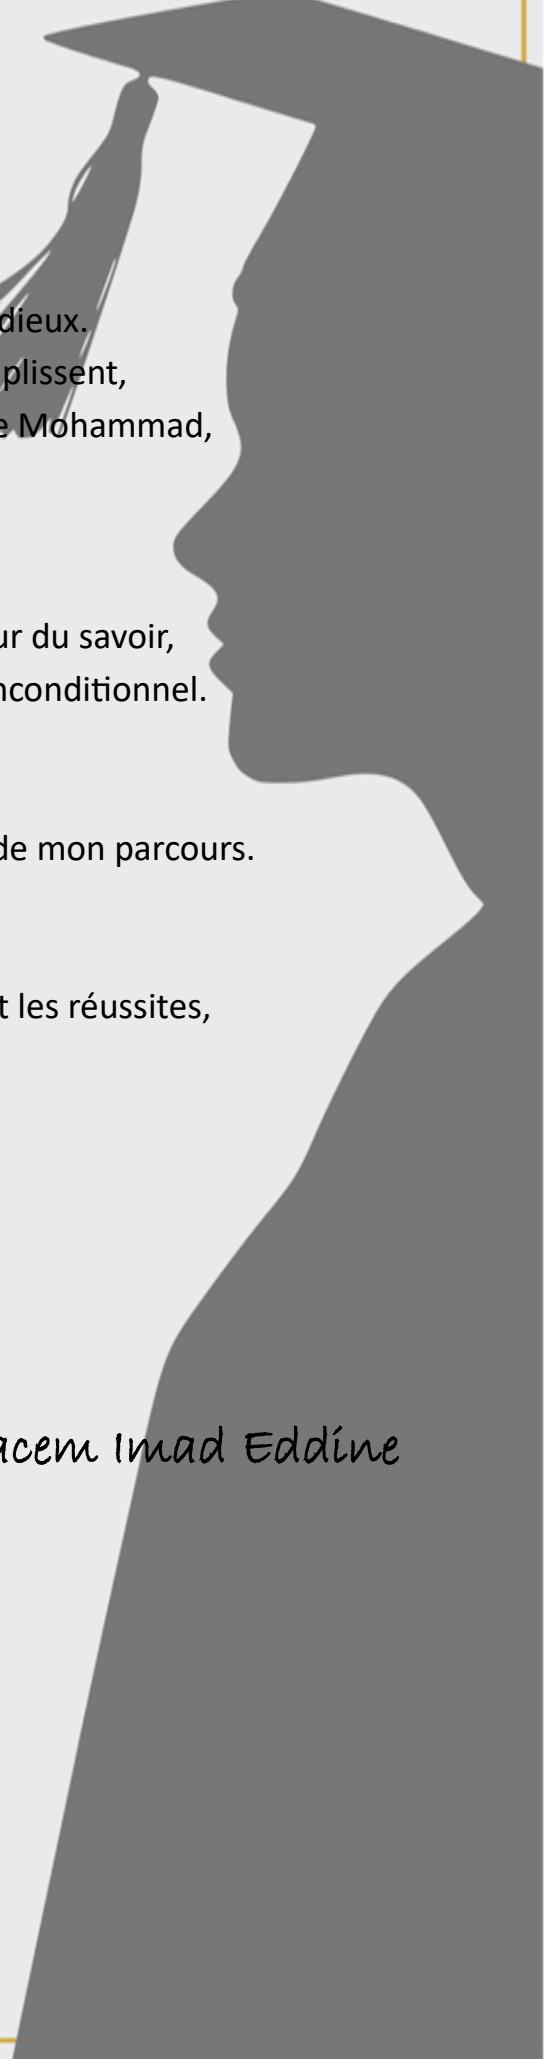 dieux.
plissent,
e Mohammad,
ur du savoir,
nconditionnel.
de mon parcours.
t les réussites,
acem Imad Eddine